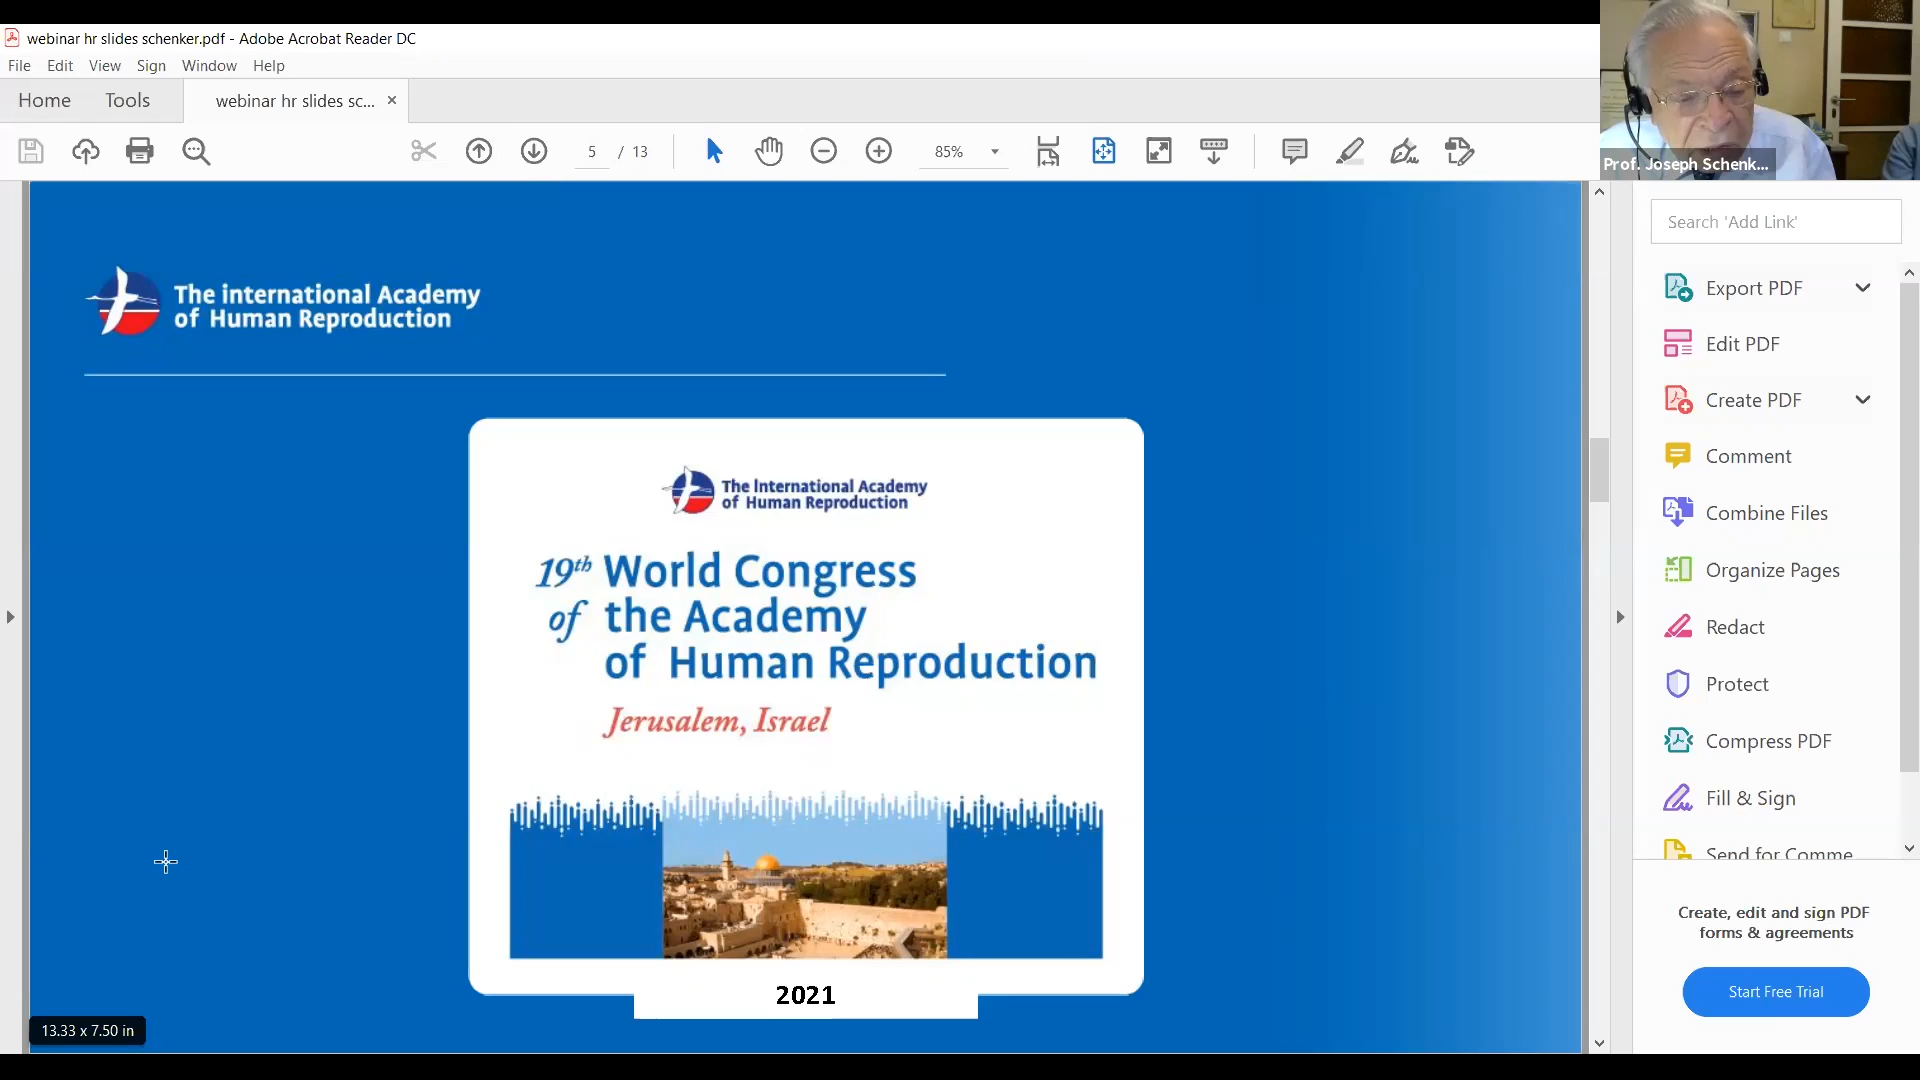 webinar hr slides schenker.pdf - Adobe Acrobat Reader DC
File Edit View Sign Window Help
Home Tools webinar hr slides sc... ×
5 / 13 85%
Prof. Joseph Schenk...
The international Academy
of Human Reproduction
The International Academy
of Human Reproduction
19th World Congress
of the Academy
of Human Reproduction
Jerusalem, Israel
2021
13.33 x 7.50 in
Search 'Add Link'
Export PDF
Edit PDF
Create PDF
Comment
Combine Files
Organize Pages
Redact
Protect
Compress PDF
Fill & Sign
Send for Comme
Create, edit and sign PDF
forms & agreements
Start Free Trial